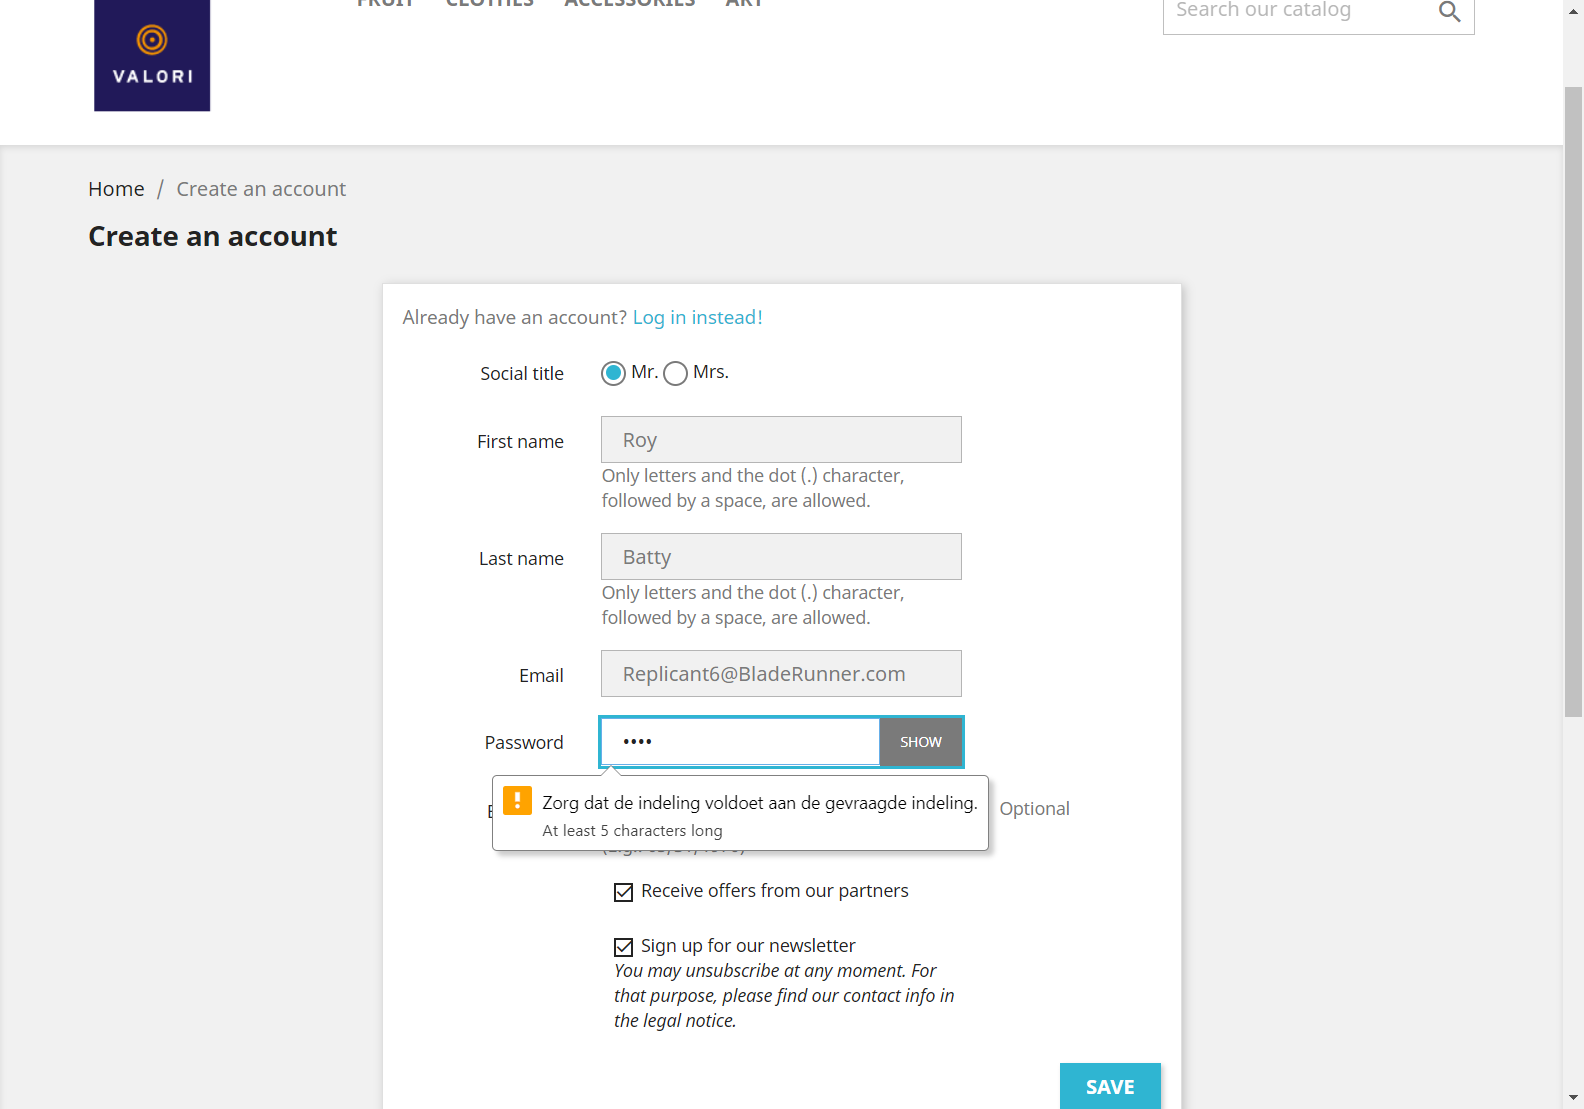 FRUIT CLOTHES ACCESSORIES ART
Search our catalog
VALORI
Home / Create an account
Create an account
Already have an account? Log in instead!
Social title Mr. Mrs.
First name Roy
Only letters and the dot (.) character,
followed by a space, are allowed.
Last name Batty
Only letters and the dot (.) character,
followed by a space, are allowed.
Email Replicant6@BladeRunner.com
Password •••• SHOW
Zorg dat de indeling voldoet aan de gevraagde indeling.
At least 5 characters long
Optional
Receive offers from our partners
Sign up for our newsletter
You may unsubscribe at any moment. For
that purpose, please find our contact info in
the legal notice.
SAVE